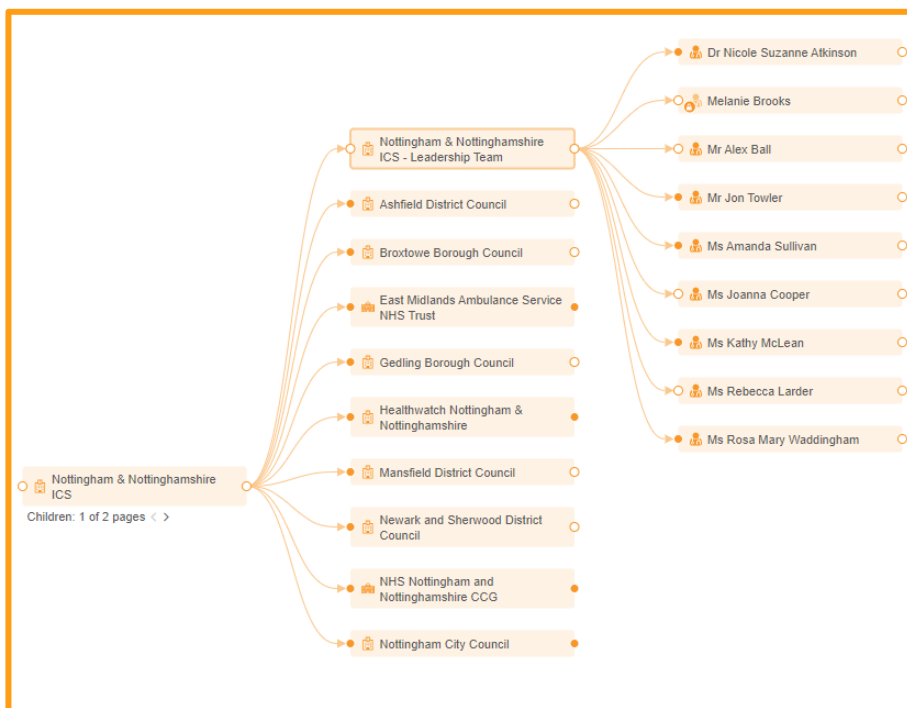 Nottingham & Nottinghamshire
ICS
Children: 1 of 2 pages < >
Nottingham & Nottinghamshire
ICS - Leadership Team
Ashfield District Council
Broxtowe Borough Council
East Midlands Ambulance Service
NHS Trust
Gedling Borough Council
Healthwatch Nottingham &
Nottinghamshire
Mansfield District Council
Newark and Sherwood District
Council
NHS Nottingham and
Nottinghamshire CCG
Nottingham City Council
Dr Nicole Suzanne Atkinson
Melanie Brooks
Mr Alex Ball
Mr Jon Towler
Ms Amanda Sullivan
Ms Joanna Cooper
Ms Kathy McLean
Ms Rebecca Larder
Ms Rosa Mary Waddingham